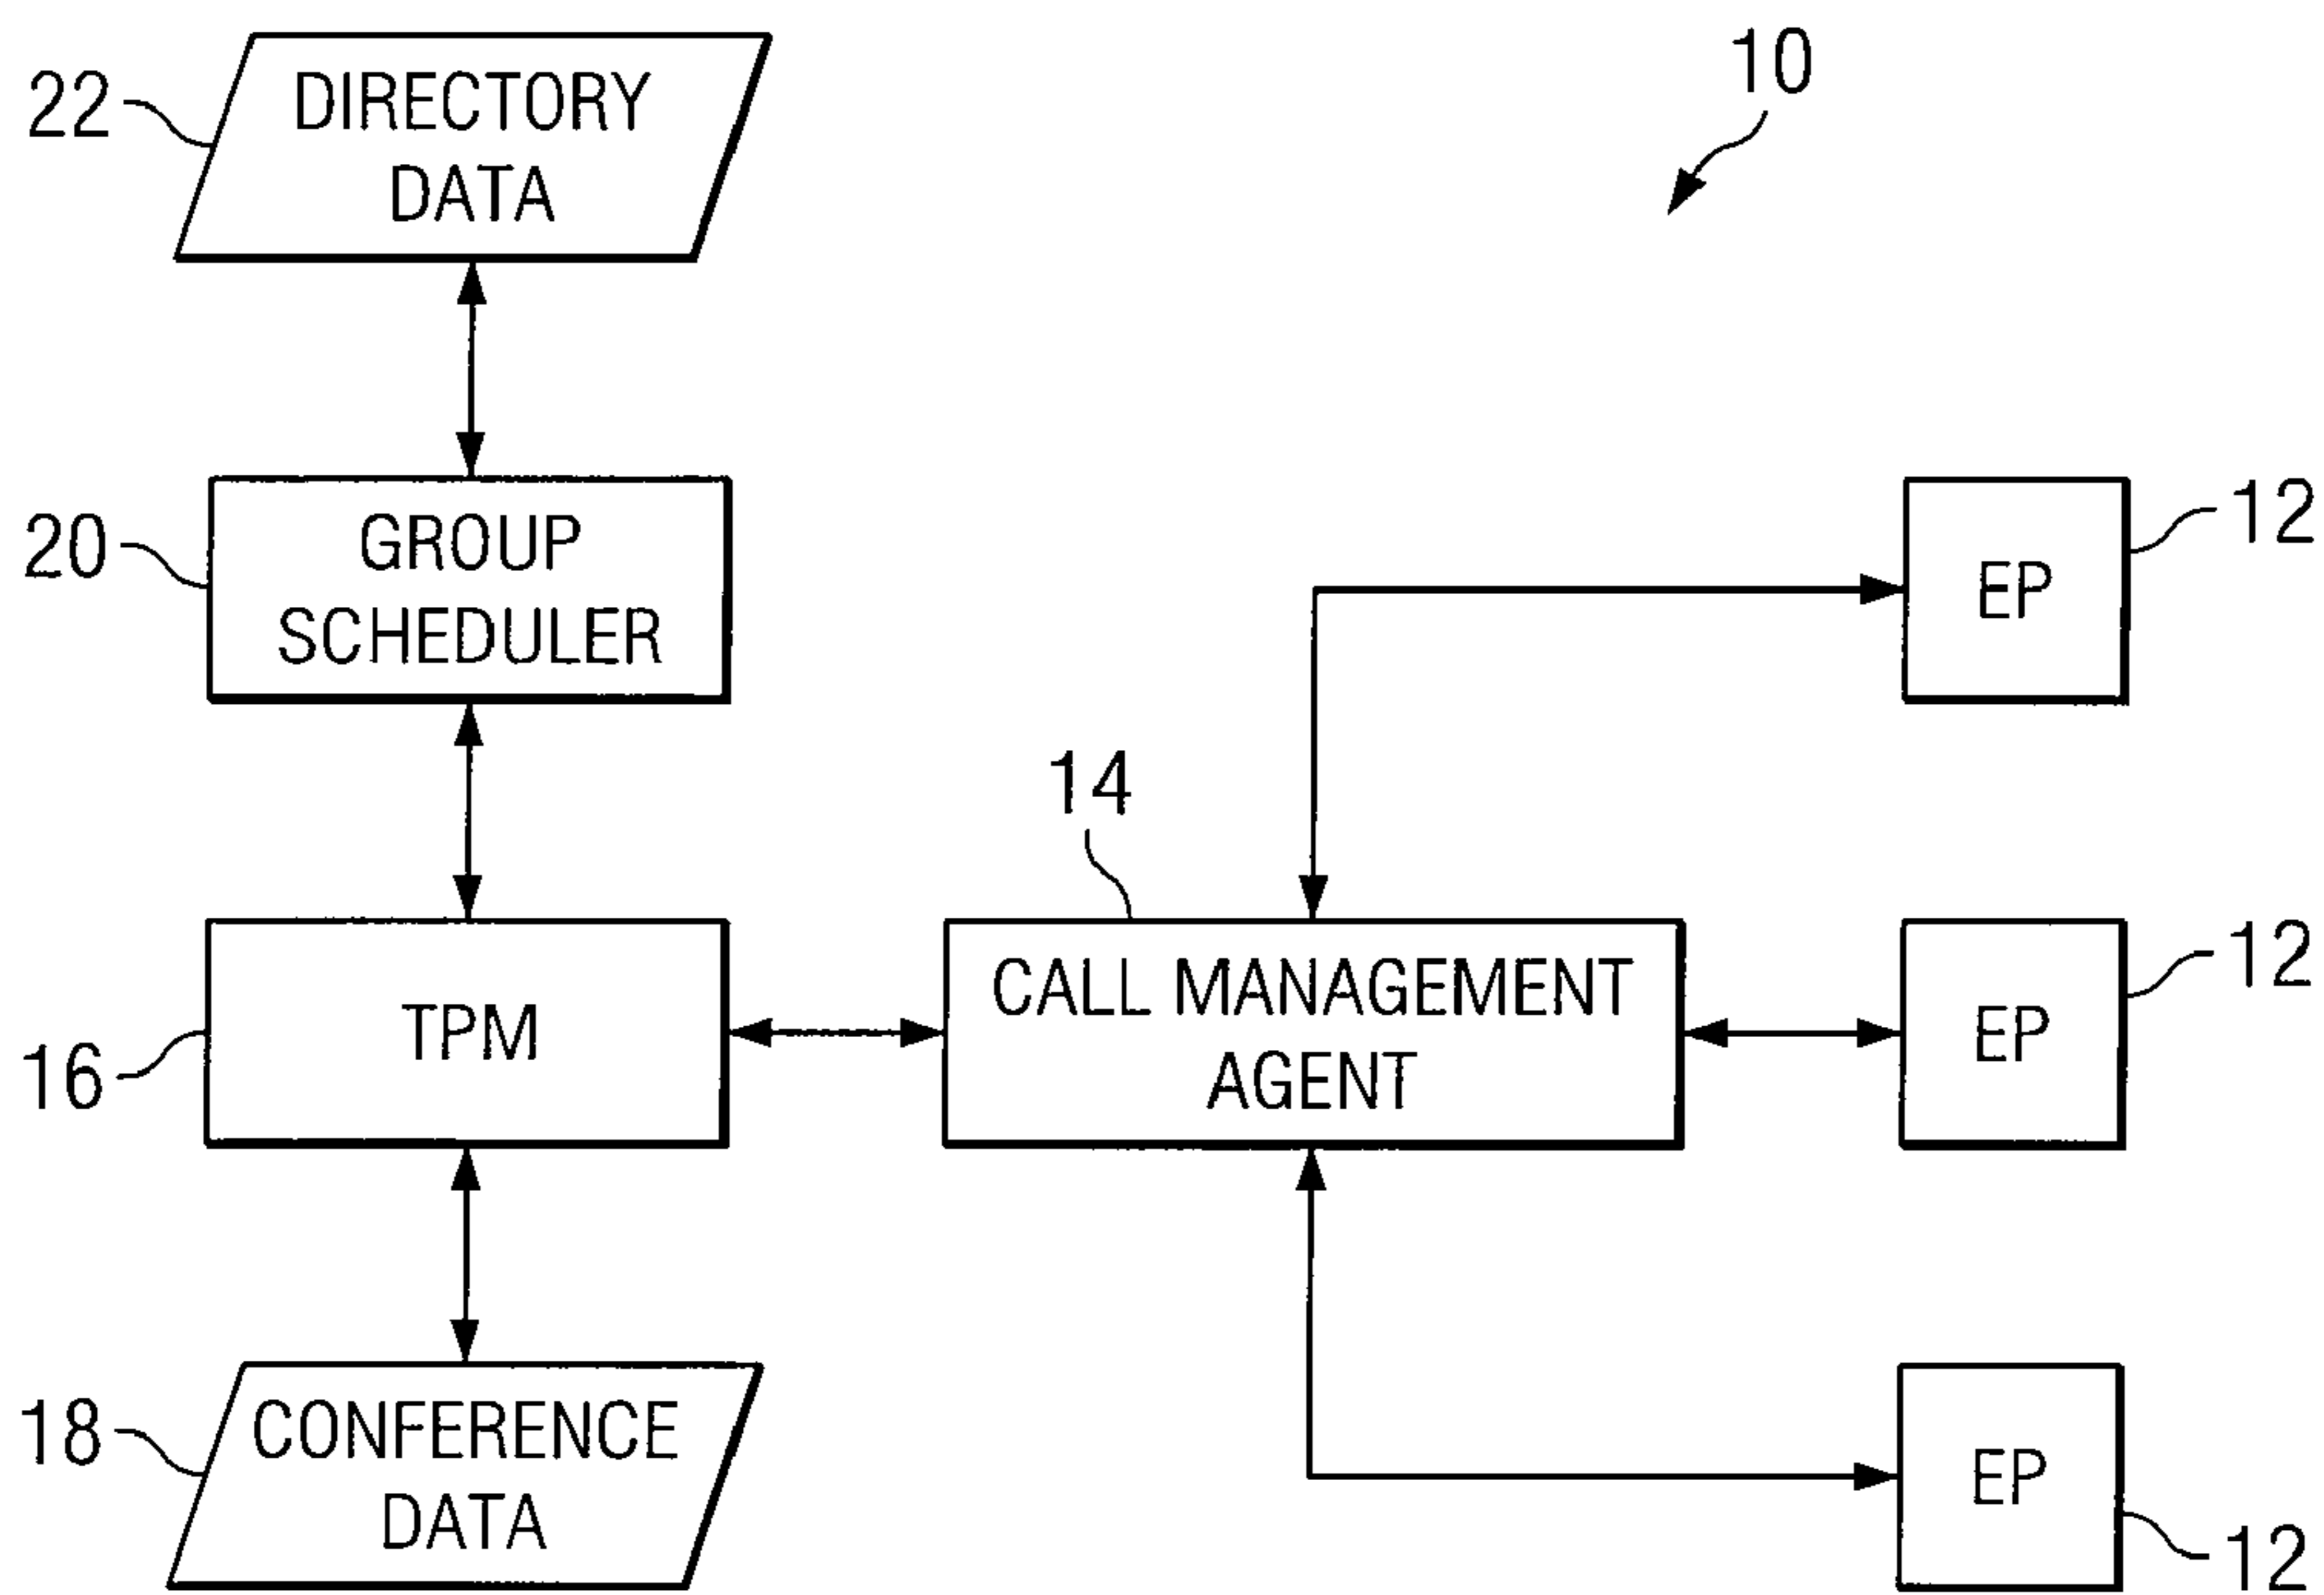 10
22
DIRECTORY
DATA
20
GROUP
SCHEDULER
12
EP
14
16
TPM
CALL MANAGEMENT
AGENT
EP
12
18
CONFERENCE
DATA
EP
12